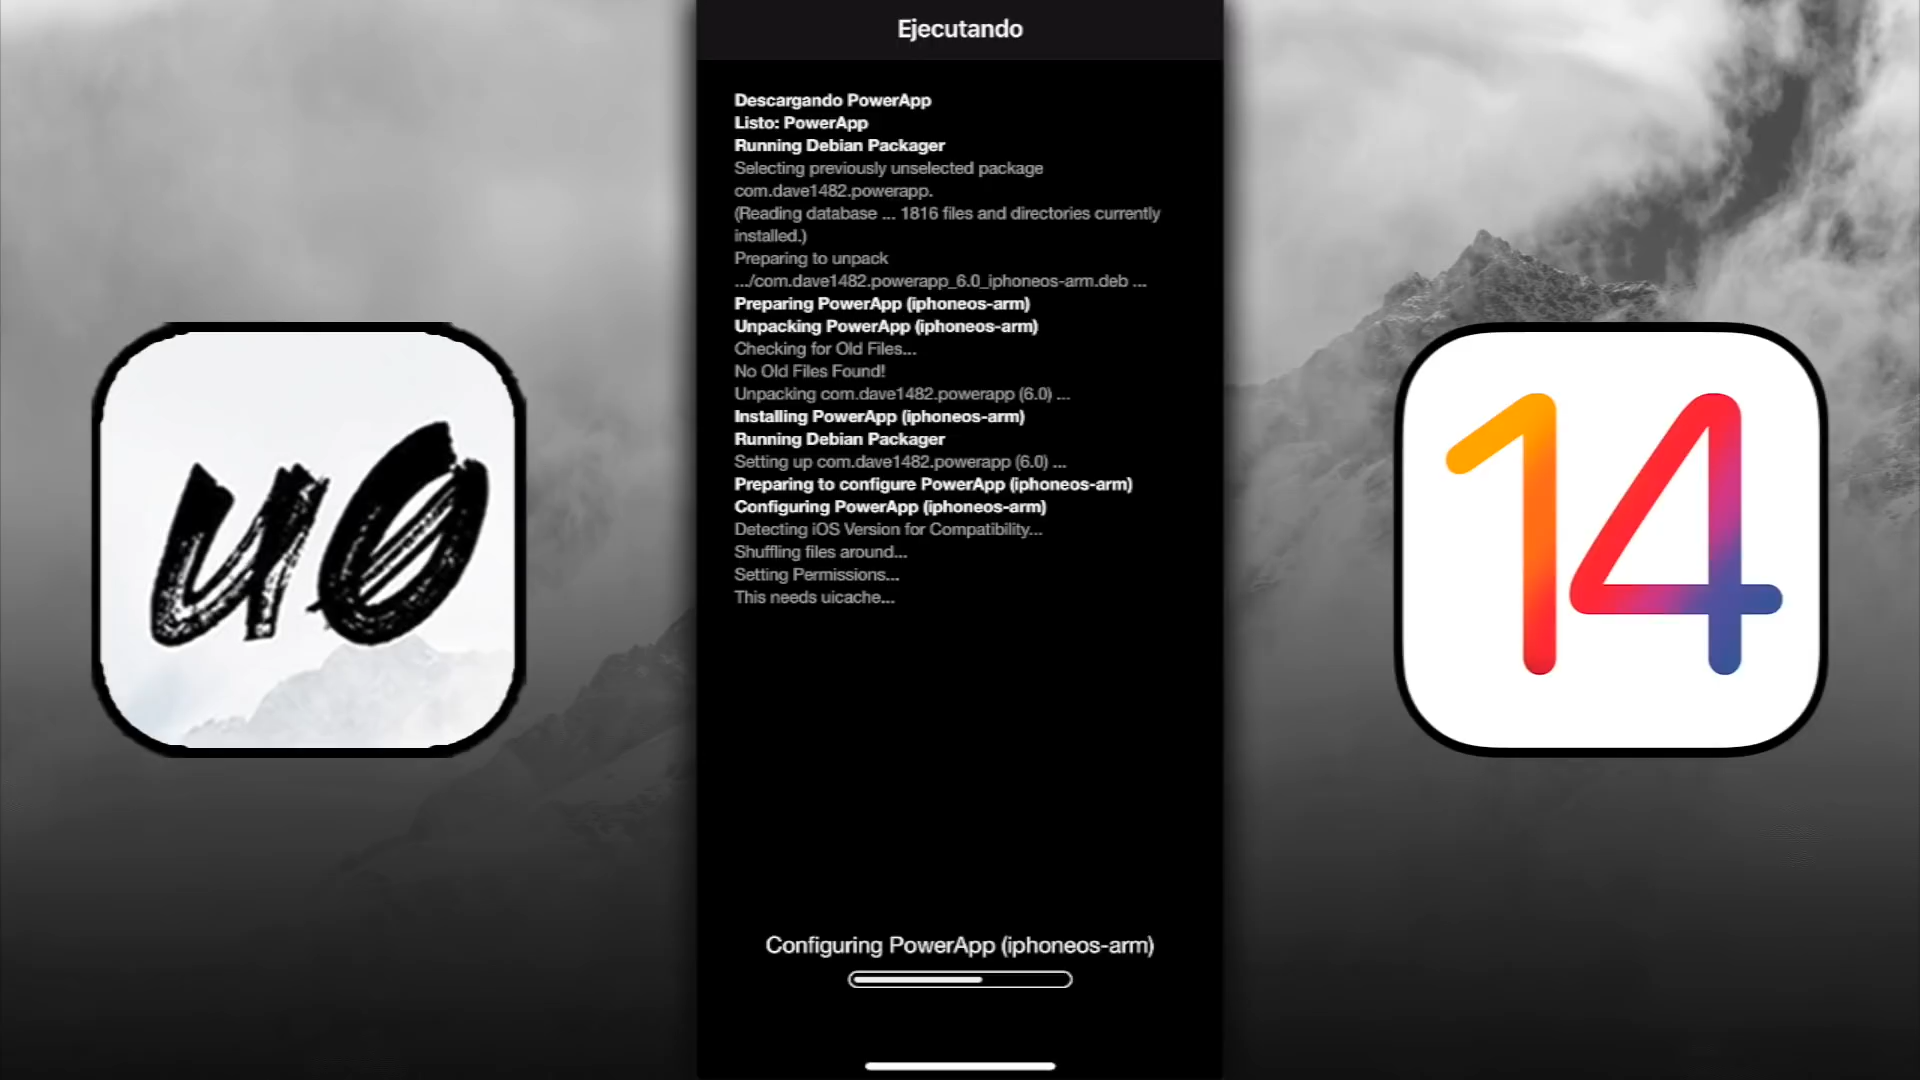 Ejecutando
Descargando PowerApp
Listo: PowerApp
Running Debian Packager
Selecting previously unselected package
com.dave1482.powerapp.
(Reading database ... 1816 files and directories currently
installed.)
Preparing to unpack
.../com.dave1482.powerapp_6.0_iphoneos-arm.deb ...
Preparing PowerApp (iphoneos-arm)
Unpacking PowerApp (iphoneos-arm)
Checking for Old Files...
No Old Files Found!
Unpacking com.dave1482.powerapp (6.0) ...
Installing PowerApp (iphoneos-arm)
Running Debian Packager
Setting up com.dave1482.powerapp (6.0) ...
Preparing to configure PowerApp (iphoneos-arm)
Configuring PowerApp (iphoneos-arm)
Detecting iOS Version for Compatibility...
Shuffling files around...
Setting Permissions...
This needs uicache...
u0
14
Configuring PowerApp (iphoneos-arm)